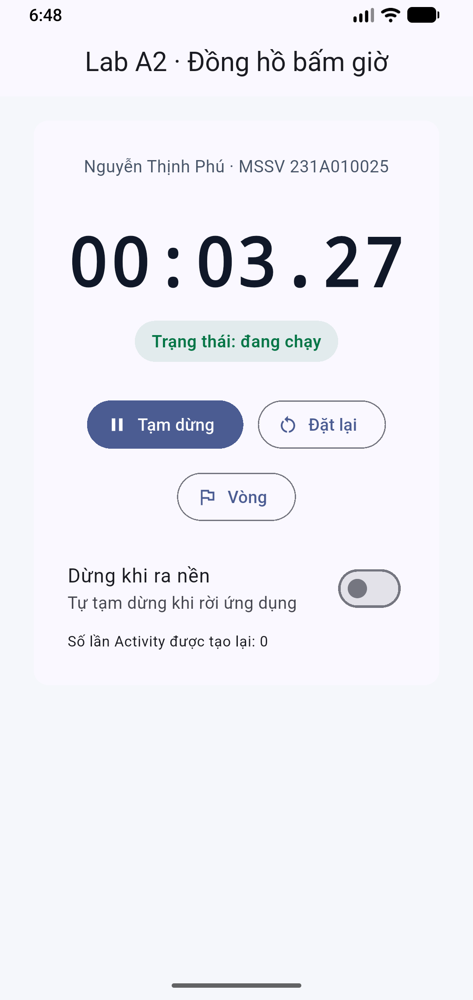 6:48
Lab A2 · Đồng hồ bấm giờ
Nguyễn Thịnh Phú · MSSV 231A010025
00:03.27
Trạng thái: đang chạy
Tạm dừng
Đặt lại
Vòng
Dừng khi ra nền
Tự tạm dừng khi rời ứng dụng
Số lần Activity được tạo lại: 0